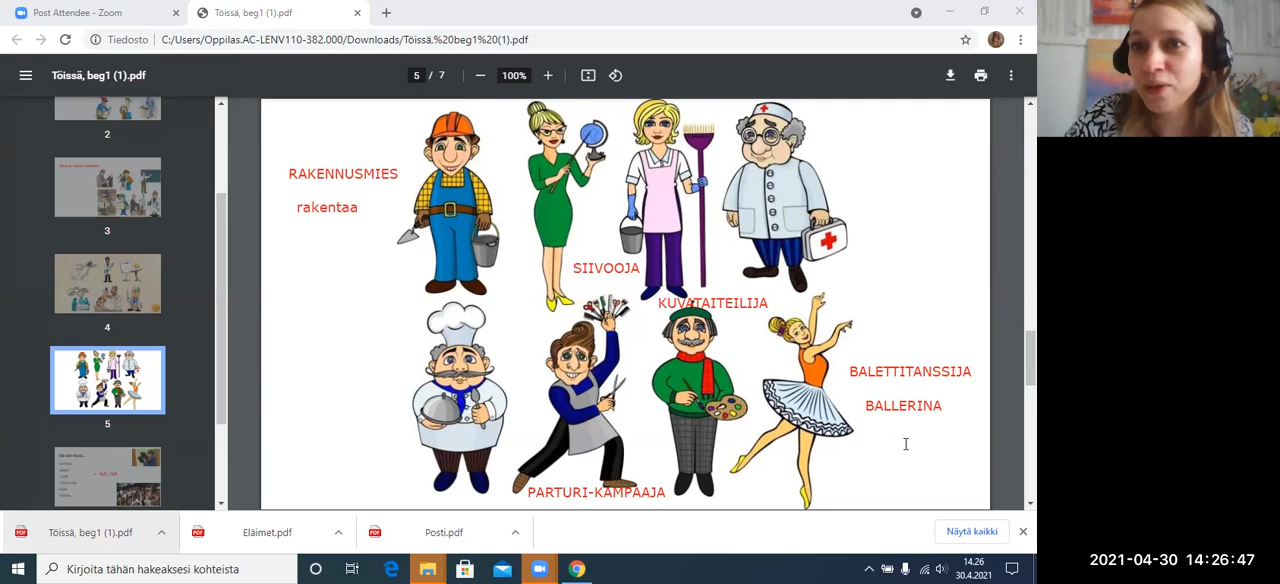 Post Attendee - Zoom
Töissä, beg1 (1).pdf
Tiedosto
C:/Users/Oppilas.AC-LENV110-382.000/Downloads/Töissä,%20beg1%20(1).pdf
Töissä, beg1 (1).pdf
5 / 7
100%
2
3
4
5
RAKENNUSMIES
rakentaa
SIIVOOJA
KUVATAITEILIJA
BALETTITANSSIJA
BALLERINA
PARTURI-KAMPAAJA
Töissä, beg1 (1).pdf
Eläimet.pdf
Posti.pdf
Näytä kaikki
Kirjoita tähän hakeaksesi kohteista
14.26
30.4.2021
2021-04-30 14:26:47